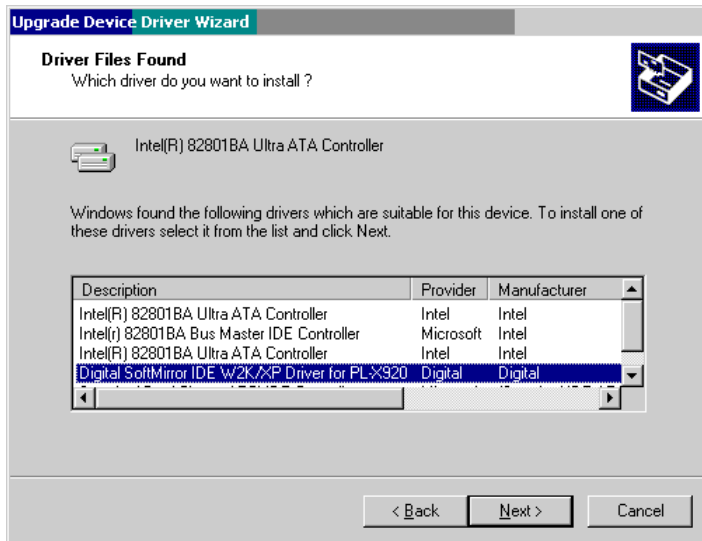 Upgrade Device Driver Wizard
Driver Files Found
Which driver do you want to install ?
Intel(R) 82801BA Ultra ATA Controller
Windows found the following drivers which are suitable for this device. To install one of
these drivers select it from the list and click Next.
Description Provider Manufacturer
Intel(R) 82801BA Ultra ATA Controller Intel Intel
Intel(r) 82801BA Bus Master IDE Controller Microsoft Intel
Intel(R) 82801BA Ultra ATA Controller Intel Intel
Digital SoftMirror IDE W2K/XP Driver for PL-X920 Digital Digital
< Back Next > Cancel